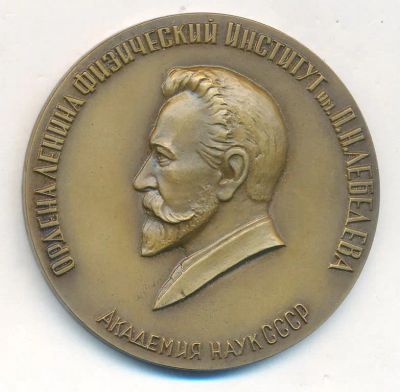 ОРДЕНА ЛЕНИНА ФИЗИЧЕСКИЙ ИНСТИТУТ им. П.Н.ЛЕБЕДЕВА
АКАДЕМИЯ НАУК СССР